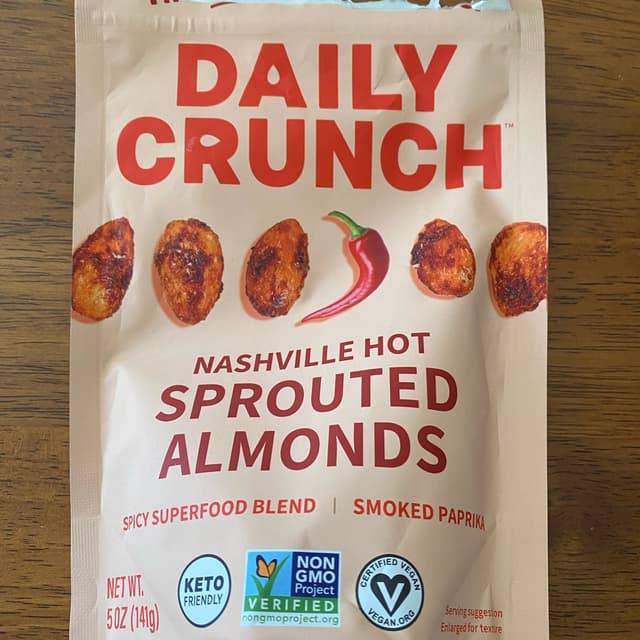 DAILY
CRUNCH™
NASHVILLE HOT
SPROUTED
ALMONDS
SPICY SUPERFOOD BLEND | SMOKED PAPRIKA
NET WT.
5 OZ (141g)
KETO
FRIENDLY
NON
GMO
Project
VERIFIED
nongmoproject.org
CERTIFIED VEGAN
VEGAN.ORG
Serving suggestion
Enlarged for texture